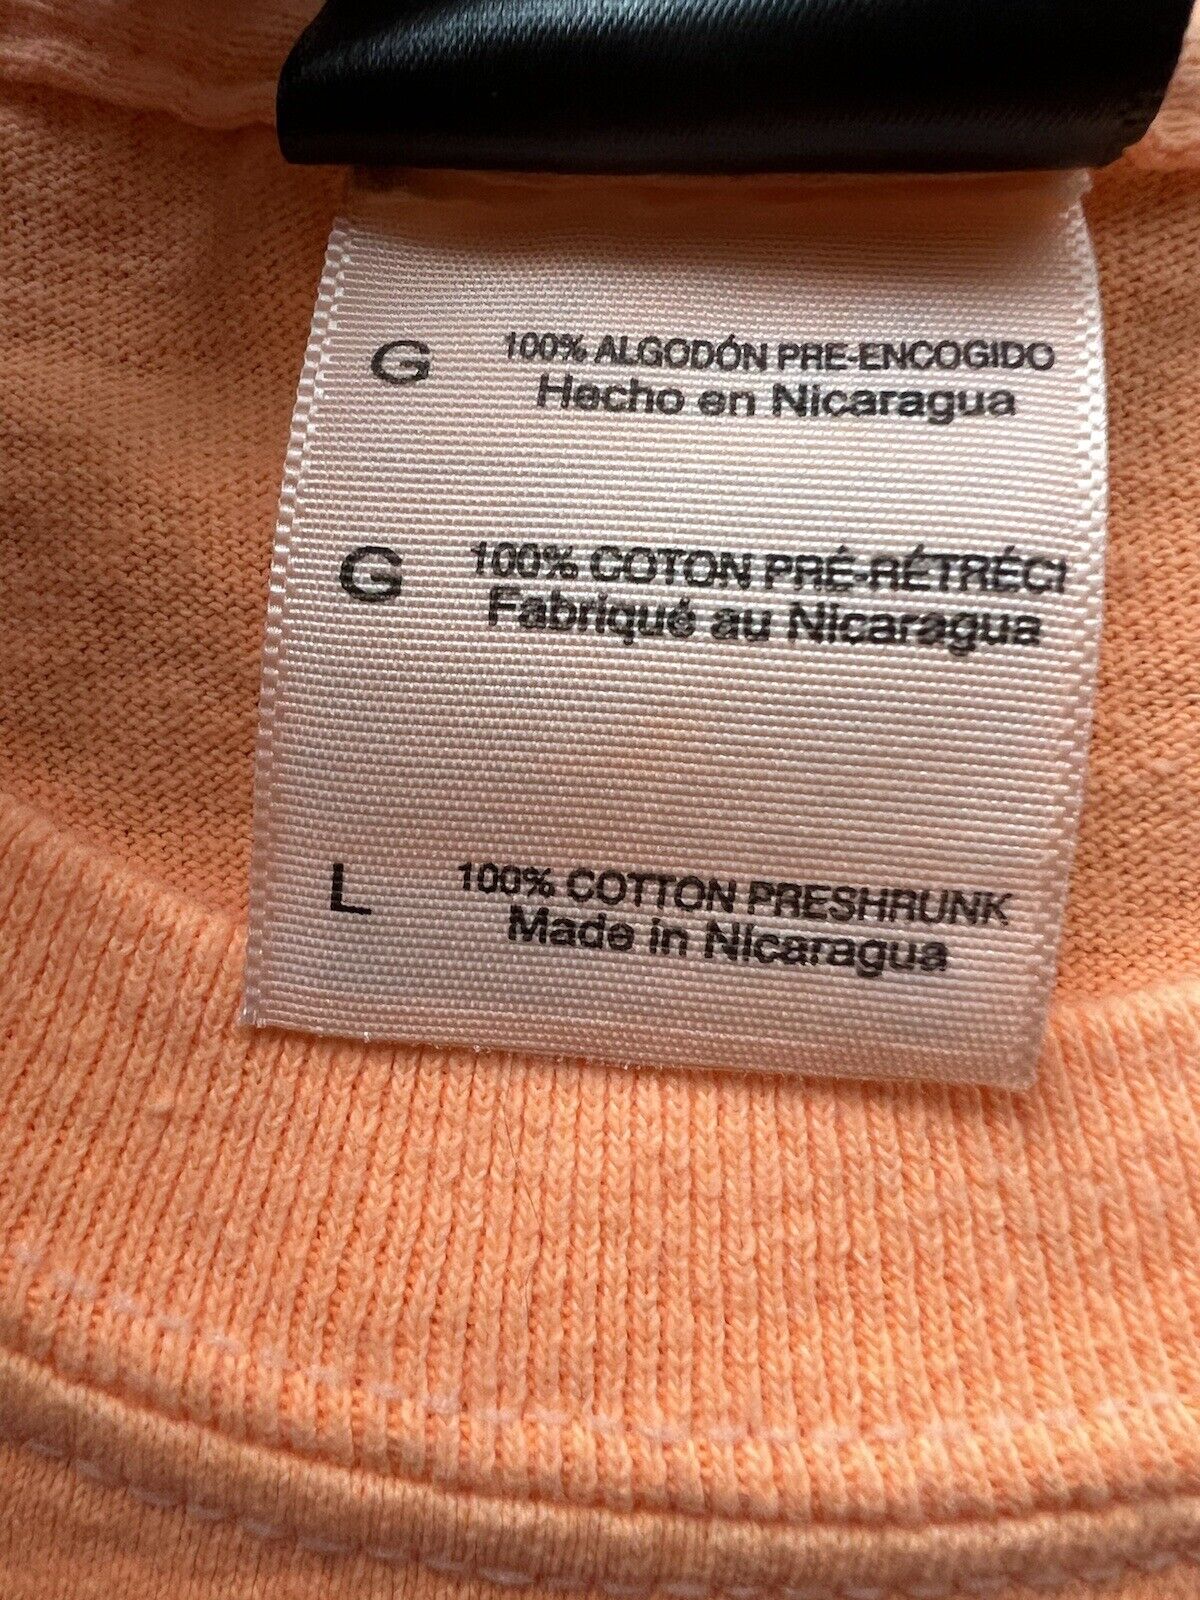 G 100% ALGODÓN PRE-ENCOGIDO
Hecho en Nicaragua
G 100% COTON PRÉ-RÉTRÉCI
Fabriqué au Nicaragua
L 100% COTTON PRESHRUNK
Made in Nicaragua